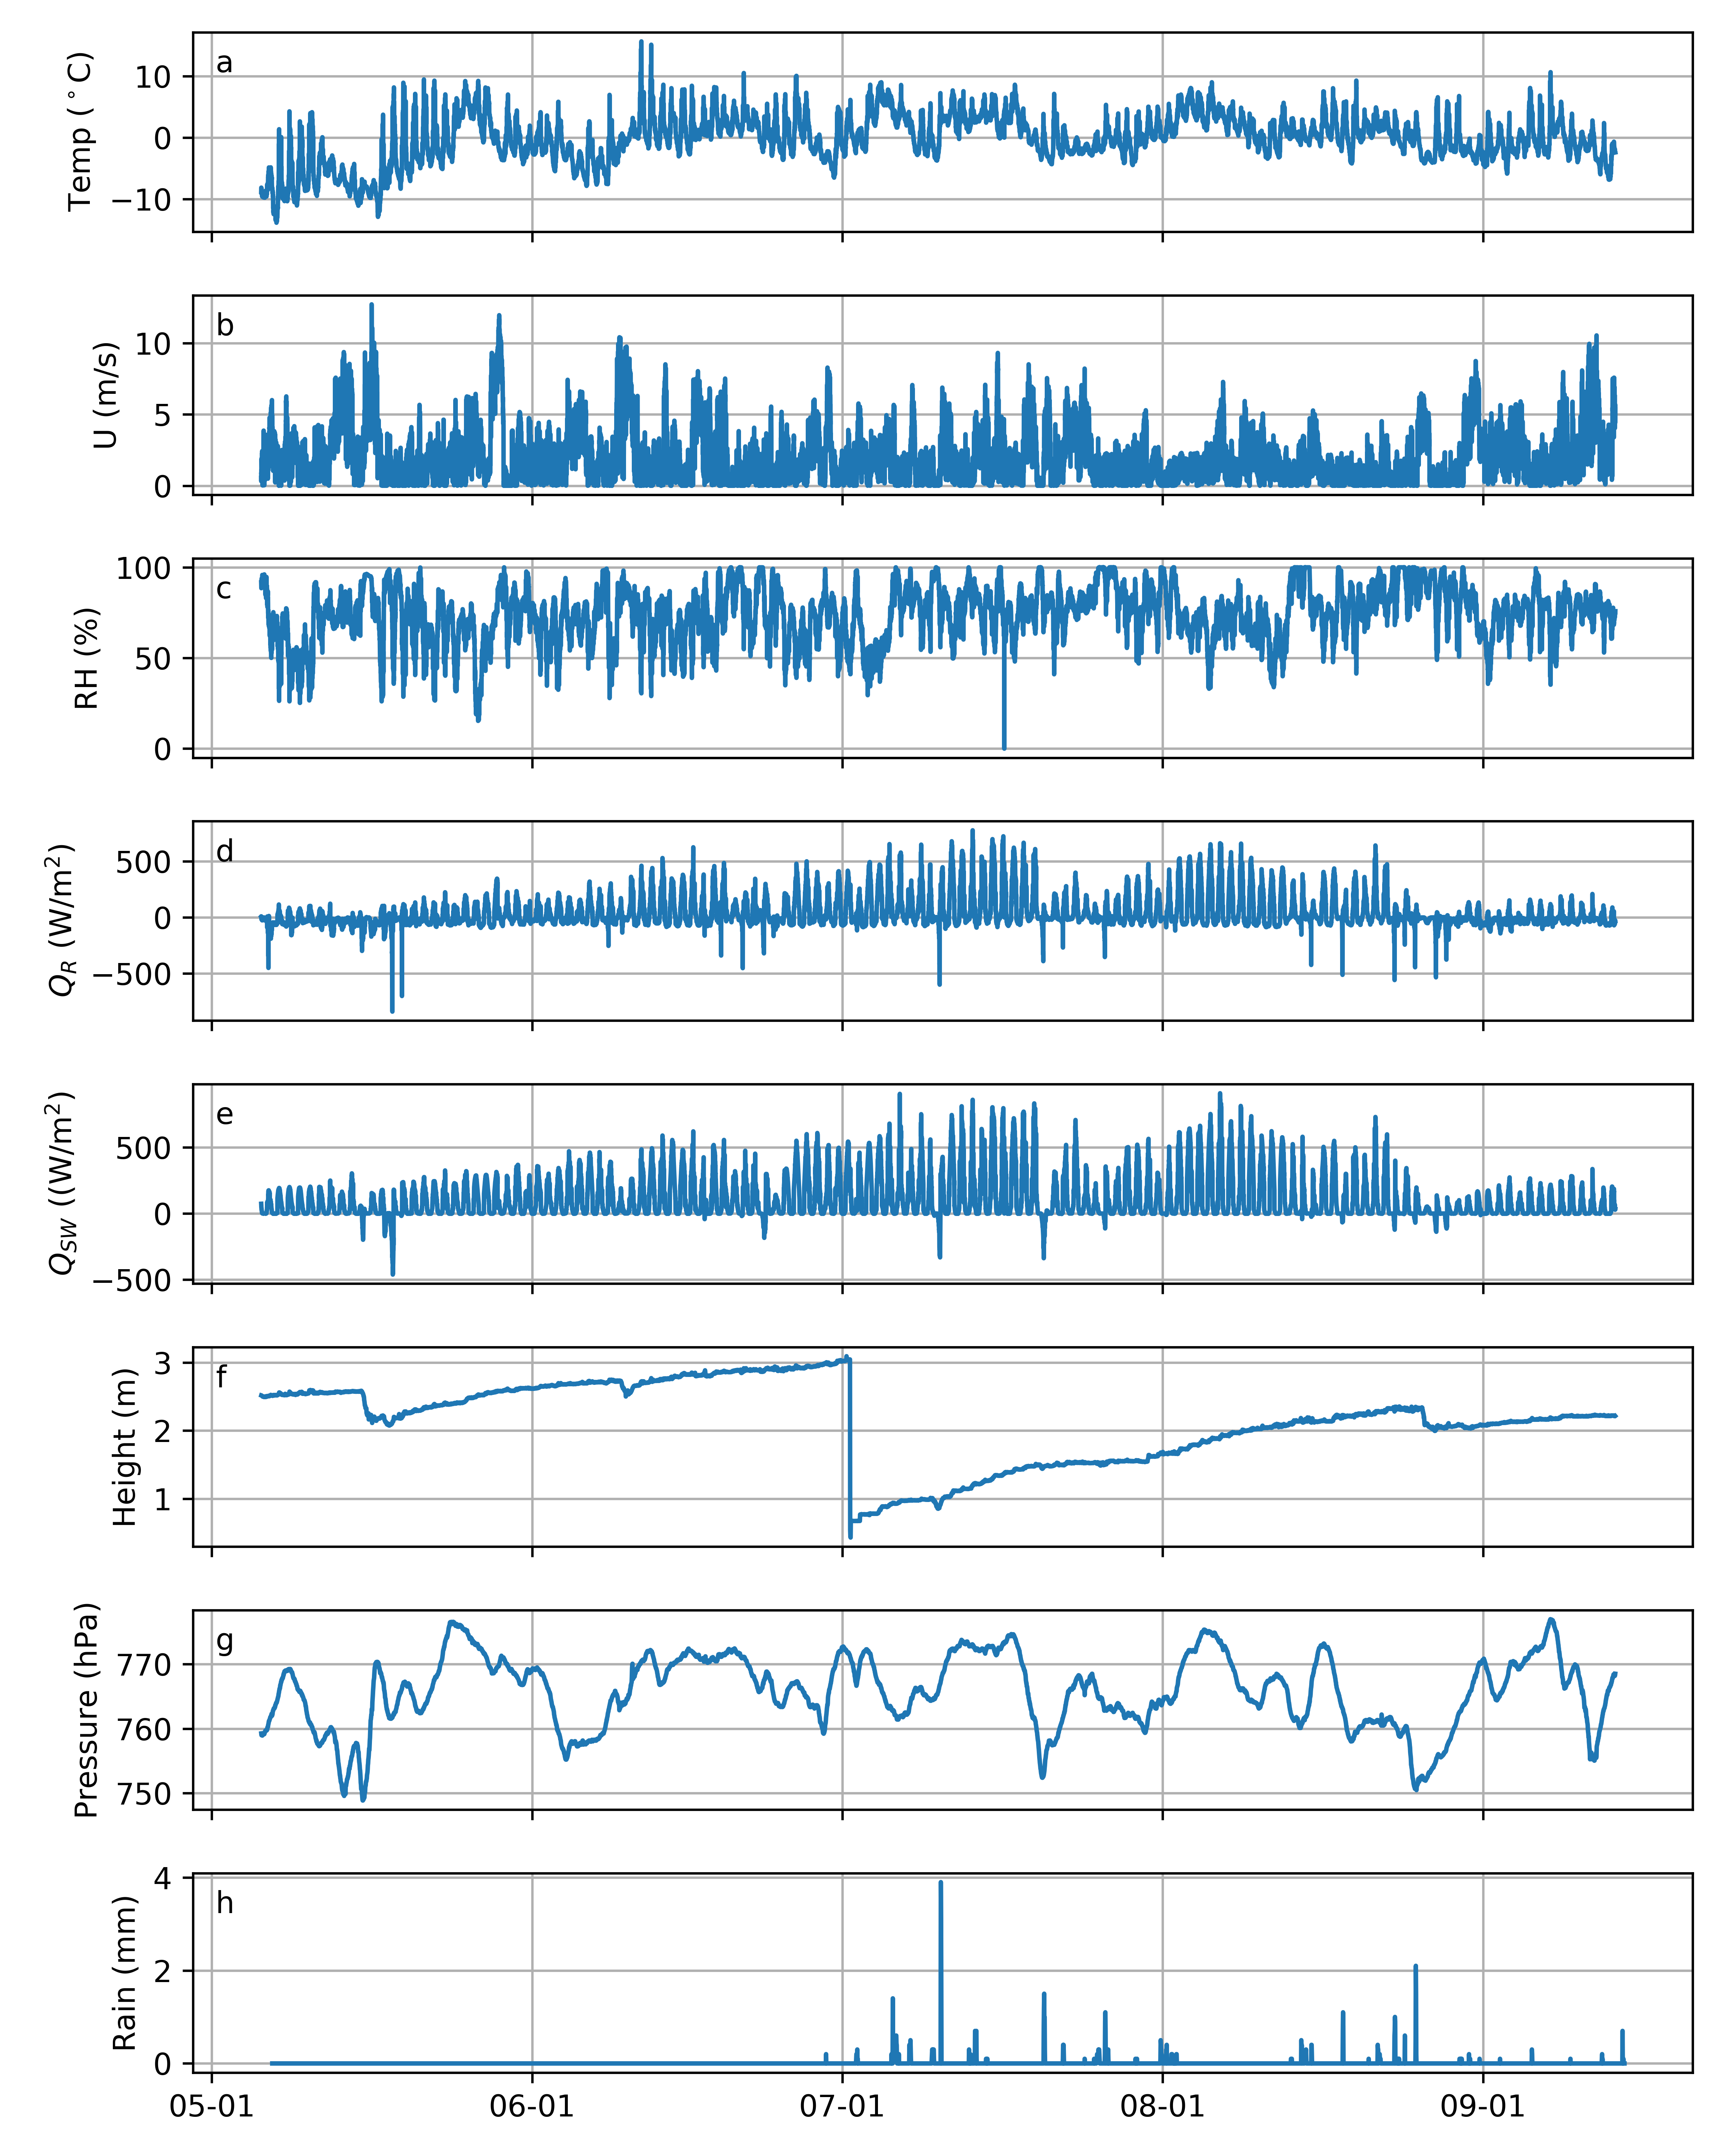 a
Temp (°C)
10
0
−10
b
U (m/s)
10
5
0
c
RH (%)
100
50
0
d
Q_R (W/m²)
500
0
−500
e
Q_SW ((W/m²)
500
0
−500
f
Height (m)
3
2
1
g
Pressure (hPa)
770
760
750
h
Rain (mm)
4
2
0
05-01 06-01 07-01 08-01 09-01